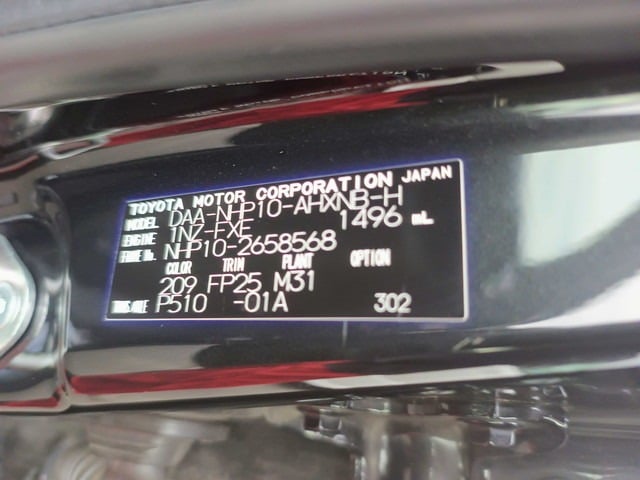 TOYOTA MOTOR CORPORATION JAPAN
MODEL DAA-NHP10-AHXNB-H
ENGINE 1NZ-FXE 1496 mL
FRAME No. NHP10-2658568
COLOR TRIM PLANT OPTION
209 FP25 M31
TRANS/AXLE P510 -01A 302